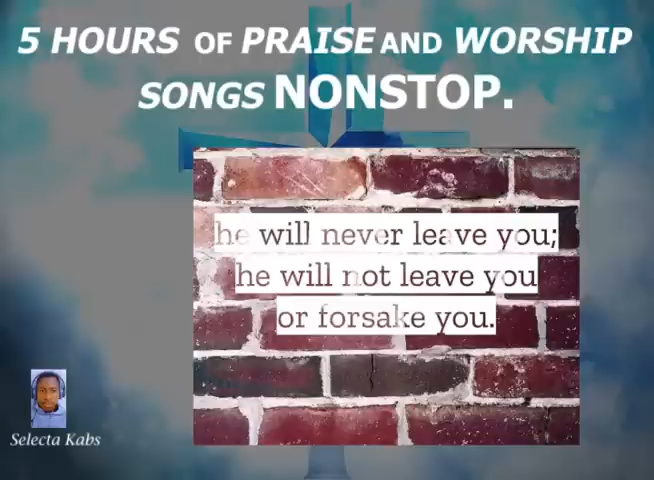 5 HOURS OF PRAISE AND WORSHIP
SONGS NONSTOP.
he will never leave you;
he will not leave you
or forsake you.
Selecta Kabs